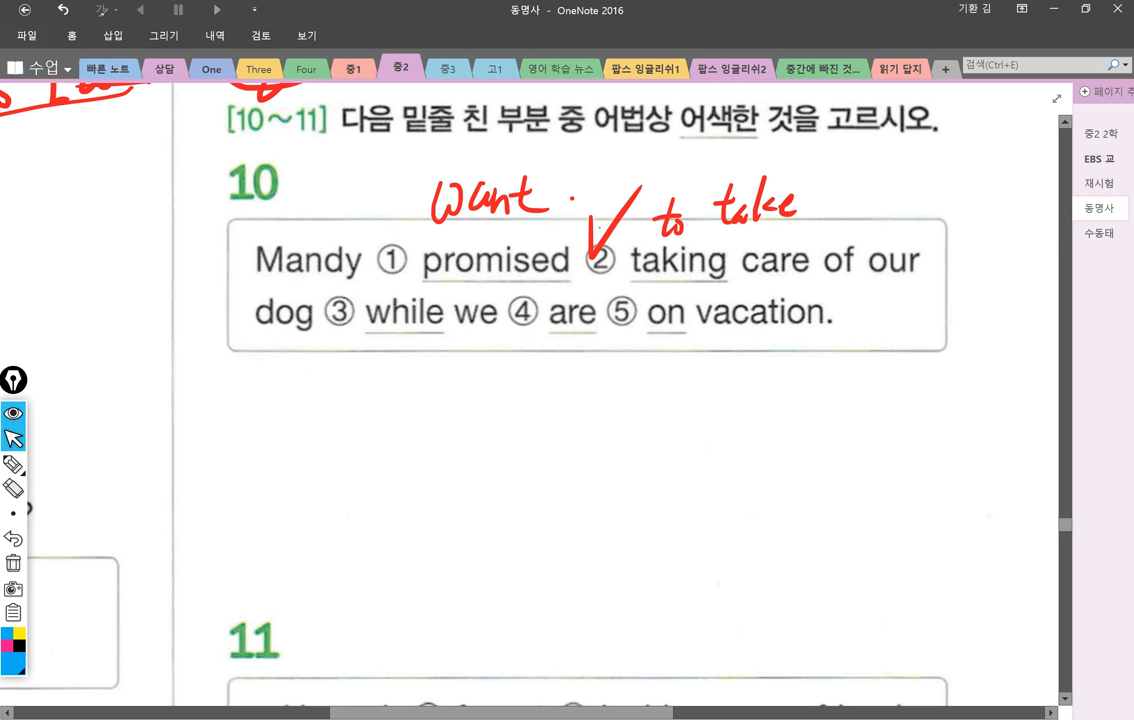 기환 김
동명사 - OneNote 2016
파일 홈 삽입 그리기 내역 검토 보기
수업 빠른 노트 상담 One Three Four 중1 중2 중3 고1 영어 학습 뉴스 팝스 잉글리쉬1 팝스 잉글리쉬2 중간에 빠진 것... 읽기 답지 + 검색(Ctrl+E)
페이지 추
중2 2학
EBS 교
재시험
동명사
수동태
[10~11] 다음 밑줄 친 부분 중 어법상 어색한 것을 고르시오.
10
want to take
Mandy ① promised ② taking care of our
dog ③ while we ④ are ⑤ on vacation.
11